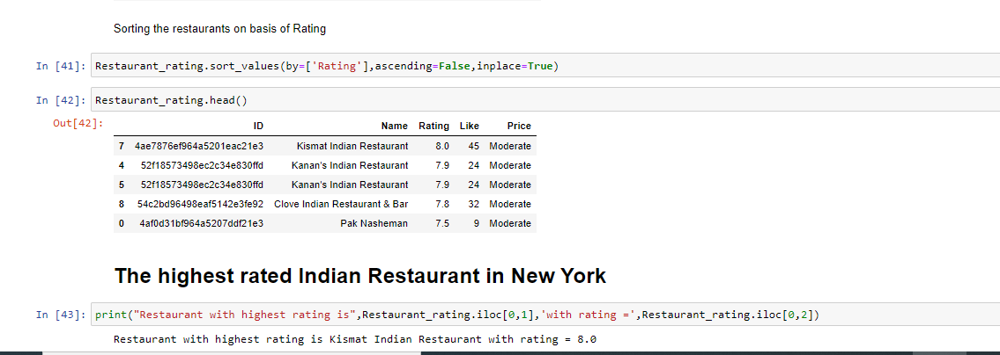 Sorting the restaurants on basis of Rating
In [41]: Restaurant_rating.sort_values(by=['Rating'],ascending=False,inplace=True)
In [42]: Restaurant_rating.head()
Out[42]:
ID Name Rating Like Price
7 4ae7876ef964a5201eac21e3 Kismat Indian Restaurant 8.0 45 Moderate
4 52f18573498ec2c34e830ffd Kanan's Indian Restaurant 7.9 24 Moderate
5 52f18573498ec2c34e830ffd Kanan's Indian Restaurant 7.9 24 Moderate
8 54c2bd96498eaf5142e3fe92 Clove Indian Restaurant & Bar 7.8 32 Moderate
0 4af0d31bf964a5207ddf21e3 Pak Nasheman 7.5 9 Moderate
The highest rated Indian Restaurant in New York
In [43]: print("Restaurant with highest rating is",Restaurant_rating.iloc[0,1],'with rating =',Restaurant_rating.iloc[0,2])
Restaurant with highest rating is Kismat Indian Restaurant with rating = 8.0